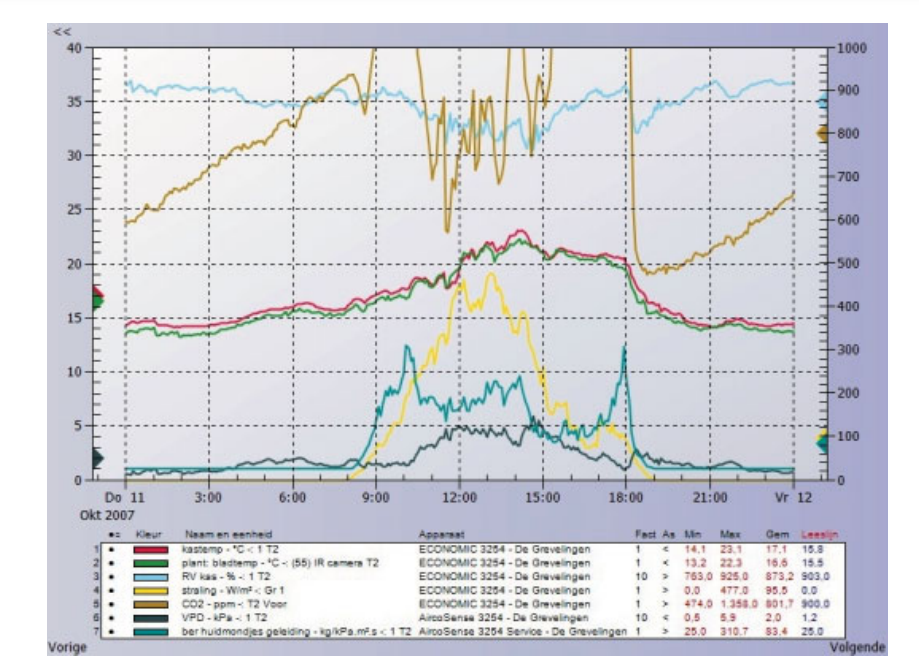 <<
40
35
30
25
20
15
10
5
0
1000
900
800
700
600
500
400
300
200
100
0
Do 11 3:00 6:00 9:00 12:00 15:00 18:00 21:00 Vr 12
Okt 2007
Kleur Naam en eenheid Apparaat Fact As Min Max Gem Leeslijn
1 • kastemp - °C -: 1 T2 ECONOMIC 3254 - De Grevelingen 1 < 14,1 23,1 17,1 15,8
2 • plant: bladtemp - °C -: (55) IR camera T2 ECONOMIC 3254 - De Grevelingen 1 < 13,2 22,3 16,6 15,5
3 • RV kas - % -: 1 T2 ECONOMIC 3254 - De Grevelingen 10 > 763,0 925,0 873,2 903,0
4 • straling - W/m² -: Gr 1 ECONOMIC 3254 - De Grevelingen 1 > 0,0 477,0 95,5 0,0
5 • CO2 - ppm -: T2 Voor ECONOMIC 3254 - De Grevelingen 1 > 474,0 1.358,0 801,7 900,0
6 • VPD - kPa -: 1 T2 AircoSense 3254 - De Grevelingen 10 < 0,5 5,9 2,0 1,2
7 • ber huidmondjes geleiding - kg/kPa.m².s -: 1 T2 AircoSense 3254 Service - De Grevelingen 1 > 25,0 310,7 83,4 25,0
Vorige Volgende